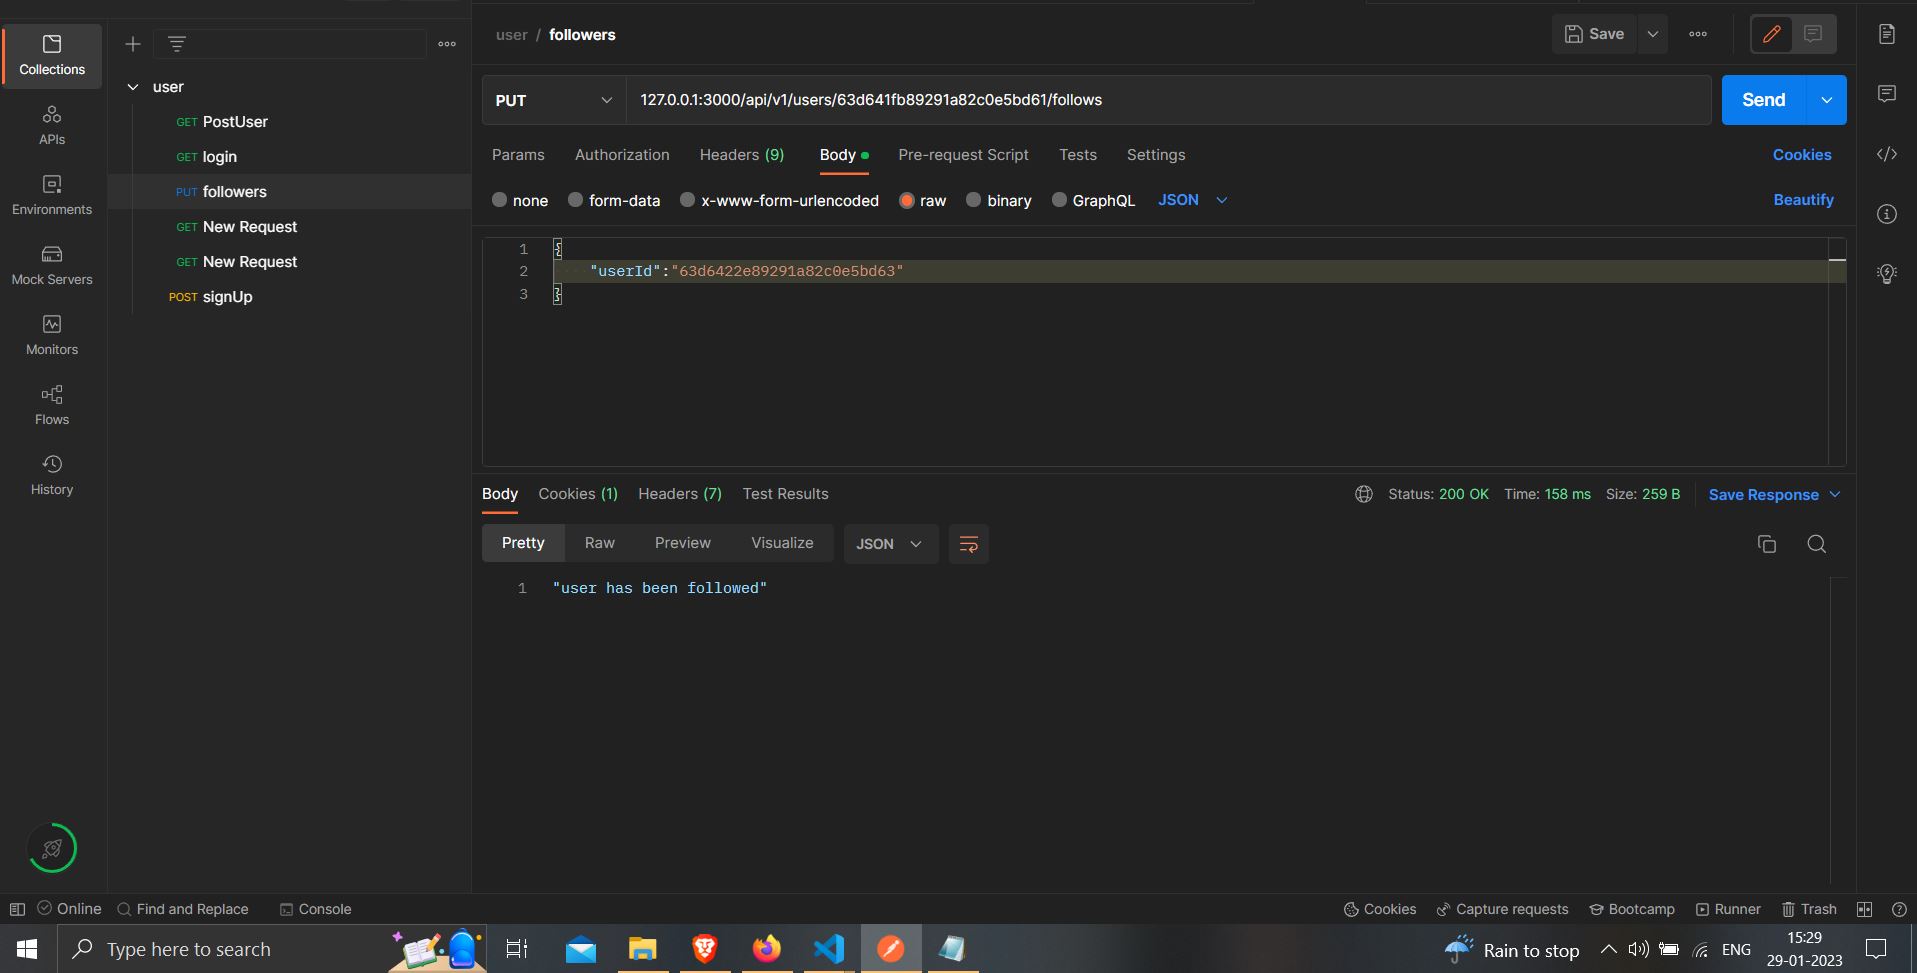 Collections
APIs
Environments
Mock Servers
Monitors
Flows
History
user
GET PostUser
GET login
PUT followers
GET New Request
GET New Request
POST signUp
user / followers
Save
PUT 127.0.0.1:3000/api/v1/users/63d641fb89291a82c0e5bd61/follows Send
Params Authorization Headers (9) Body Pre-request Script Tests Settings Cookies
none form-data x-www-form-urlencoded raw binary GraphQL JSON Beautify
1 {
2 "userId":"63d6422e89291a82c0e5bd63"
3 }
Body Cookies (1) Headers (7) Test Results Status: 200 OK Time: 158 ms Size: 259 B Save Response
Pretty Raw Preview Visualize JSON
1 "user has been followed"
Online Find and Replace Console Cookies Capture requests Bootcamp Runner Trash
Type here to search Rain to stop ENG 15:29
29-01-2023